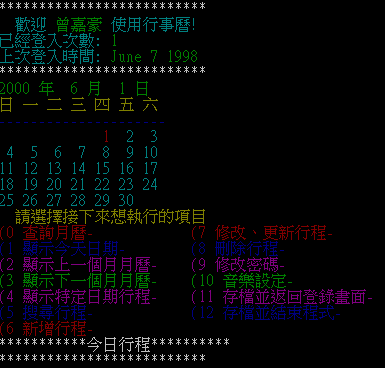 **************************
歡迎 曾嘉豪 使用行事曆!
已經登入次數: 1
上次登入時間: June 7 1998
**************************
2000 年 6 月 1日
日 一 二 三 四 五 六
---------------------
1 2 3
4 5 6 7 8 9 10
11 12 13 14 15 16 17
18 19 20 21 22 23 24
25 26 27 28 29 30
請選擇接下來想執行的項目
(0 查詢月曆- (7 修改、更新行程-
(1 顯示今天日期- (8 刪除行程-
(2 顯示上一個月月曆- (9 修改密碼-
(3 顯示下一個月月曆- (10 音樂設定-
(4 顯示特定日期行程- (11 存檔並返回登錄畫面-
(5 搜尋行程- (12 存檔並結束程式-
(6 新增行程-
***********今日行程**********
**************************